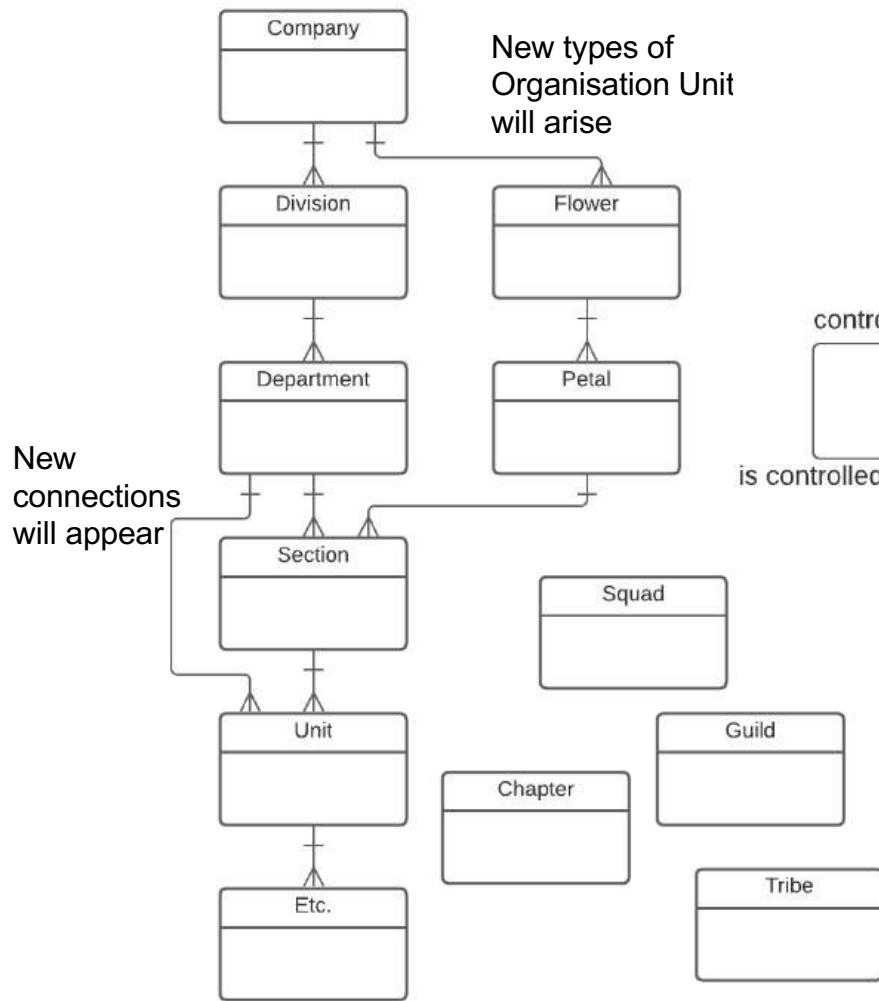 Company
New types of
Organisation Unit
will arise
Division
Flower
Department
Petal
New
connections
will appear
is controlled
Section
Squad
Unit
Guild
Chapter
Tribe
Etc.